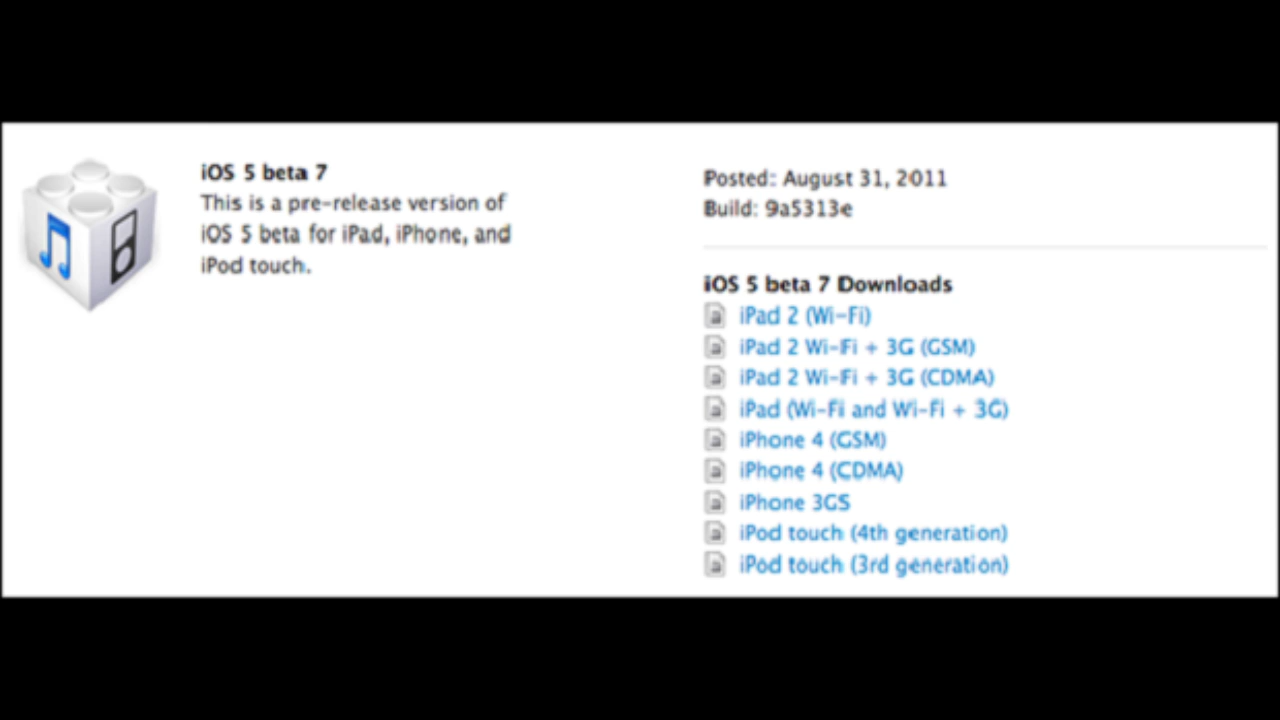 iOS 5 beta 7
This is a pre-release version of
iOS 5 beta for iPad, iPhone, and
iPod touch.
Posted: August 31, 2011
Build: 9a5313e
iOS 5 beta 7 Downloads
iPad 2 (Wi-Fi)
iPad 2 Wi-Fi + 3G (GSM)
iPad 2 Wi-Fi + 3G (CDMA)
iPad (Wi-Fi and Wi-Fi + 3G)
iPhone 4 (GSM)
iPhone 4 (CDMA)
iPhone 3GS
iPod touch (4th generation)
iPod touch (3rd generation)